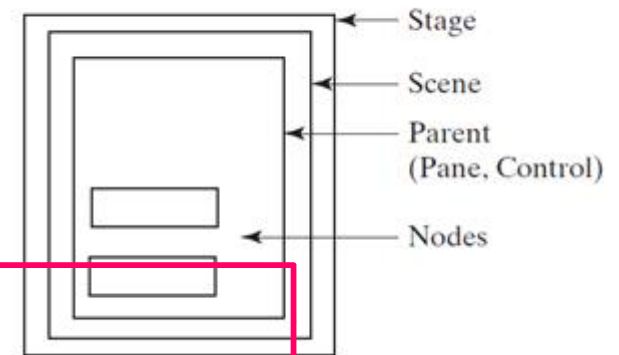 Stage
Scene
Parent
(Pane, Control)
Nodes